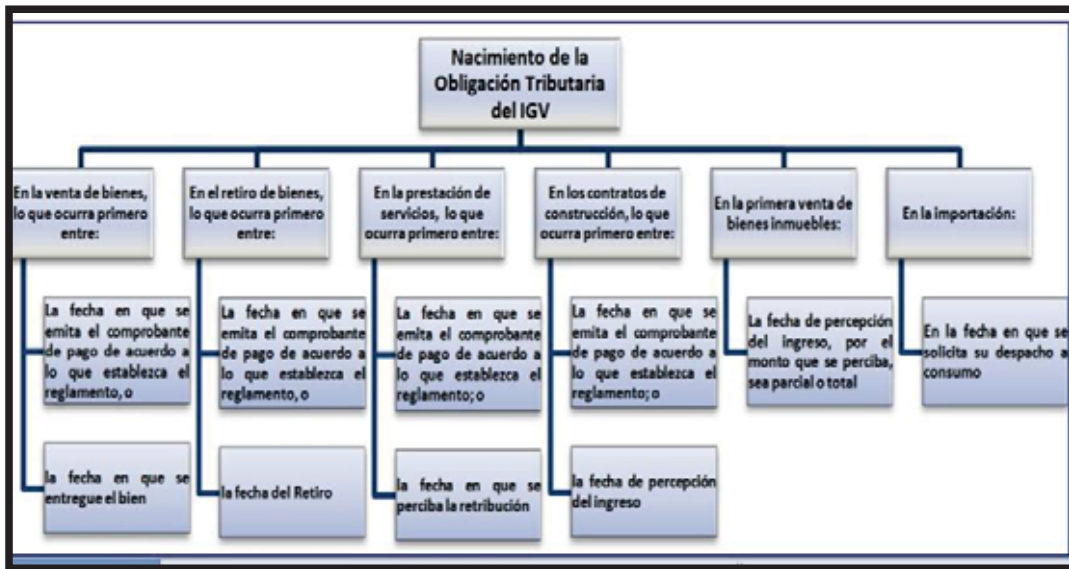 Nacimiento de la
Obligación Tributaria
del IGV
En la venta de bienes,
lo que ocurra primero
entre:
En el retiro de bienes,
lo que ocurra primero
entre:
En la prestación de
servicios, lo que
ocurra primero entre:
En los contratos de
construcción, lo que
ocurra primero entre:
En la primera venta de
bienes inmuebles:
En la importación:
La fecha en que se
emita el comprobante
de pago de acuerdo a
lo que establezca el
reglamento, o
La fecha en que se
emita el comprobante
de pago de acuerdo a
lo que establezca el
reglamento, o
La fecha en que se
emita el comprobante
de pago de acuerdo a
lo que establezca el
reglamento; o
La fecha en que se
emita el comprobante
de pago de acuerdo a
lo que establezca el
reglamento; o
La fecha de percepción
del ingreso, por el
monto que se perciba,
sea parcial o total
En la fecha en que se
solicita su despacho a
consumo
la fecha en que se
entregue el bien
la fecha del Retiro
la fecha en que se
perciba la retribución
la fecha de percepción
del ingreso